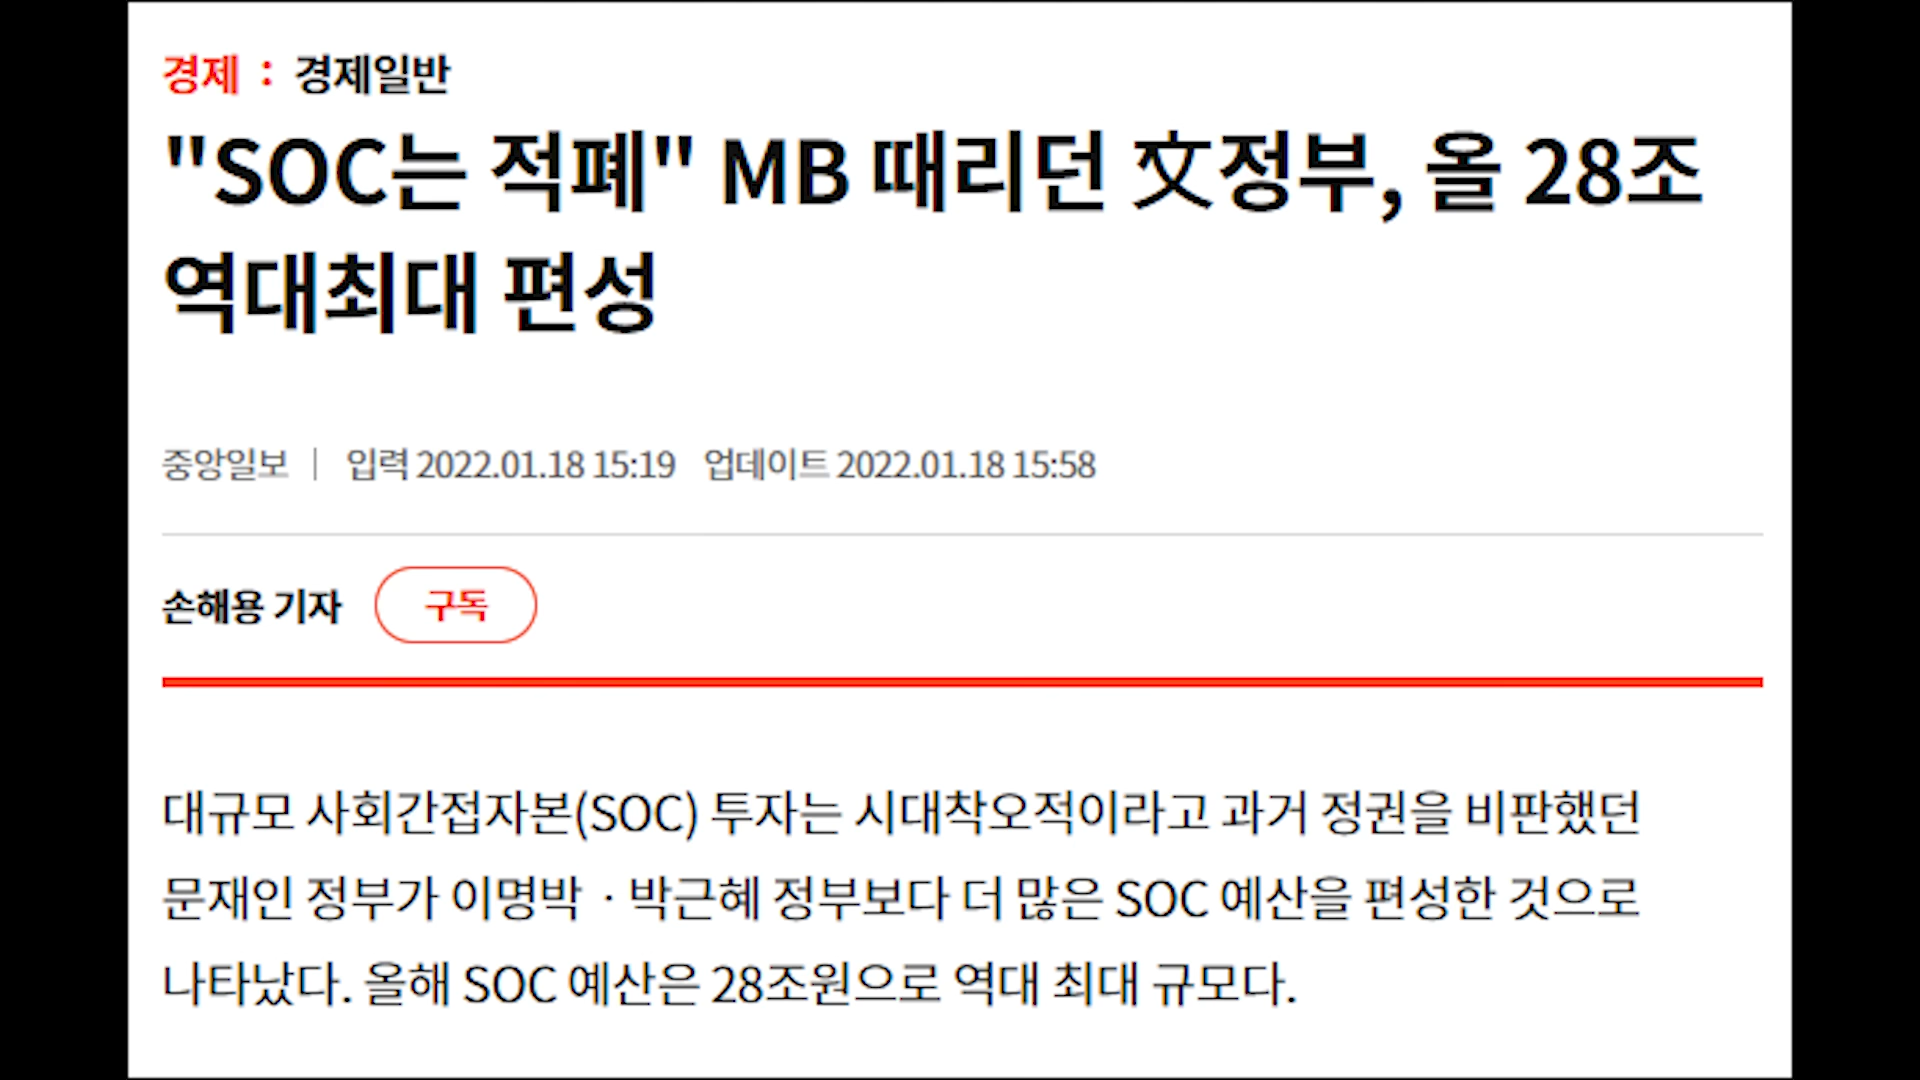 경제 : 경제일반
"SOC는 적폐" MB 때리던 文정부, 올 28조
역대최대 편성
중앙일보 | 입력 2022.01.18 15:19 업데이트 2022.01.18 15:58
손해용 기자 구독
대규모 사회간접자본(SOC) 투자는 시대착오적이라고 과거 정권을 비판했던
문재인 정부가 이명박 · 박근혜 정부보다 더 많은 SOC 예산을 편성한 것으로
나타났다. 올해 SOC 예산은 28조원으로 역대 최대 규모다.